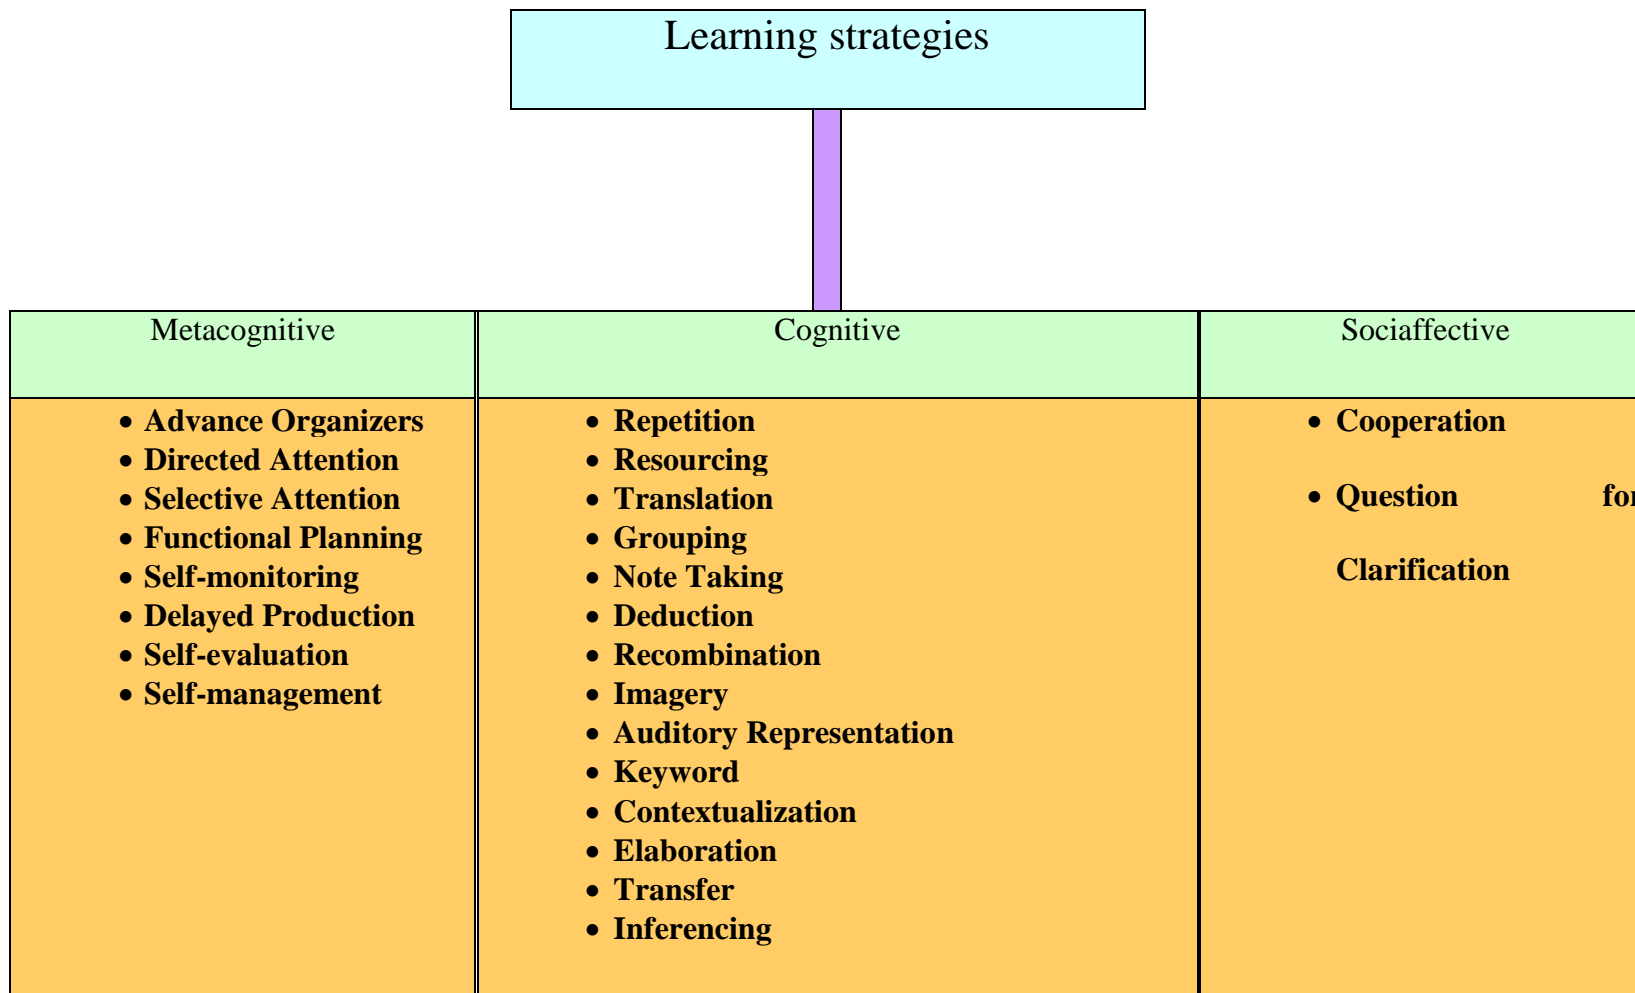 Learning strategies
Metacognitive
• Advance Organizers
• Directed Attention
• Selective Attention
• Functional Planning
• Self-monitoring
• Delayed Production
• Self-evaluation
• Self-management
Cognitive
• Repetition
• Resourcing
• Translation
• Grouping
• Note Taking
• Deduction
• Recombination
• Imagery
• Auditory Representation
• Keyword
• Contextualization
• Elaboration
• Transfer
• Inferencing
Sociaffective
• Cooperation
• Question for
Clarification